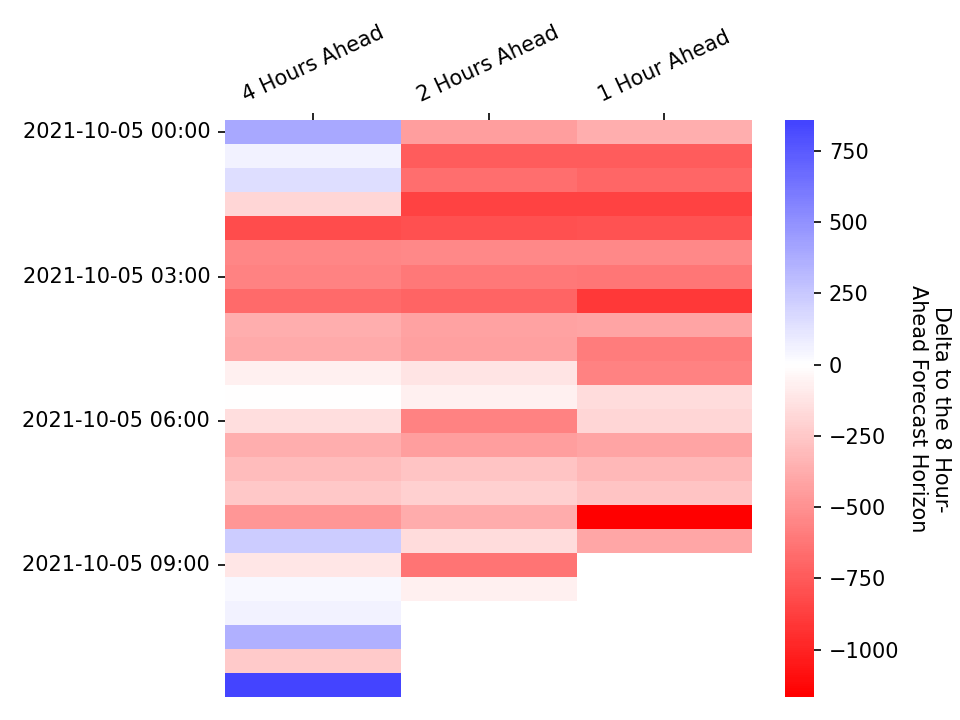 4 Hours Ahead
2 Hours Ahead
1 Hour Ahead
2021-10-05 00:00
2021-10-05 03:00
2021-10-05 06:00
2021-10-05 09:00
750
500
250
0
−250
−500
−750
−1000
Delta to the 8 Hour-
Ahead Forecast Horizon